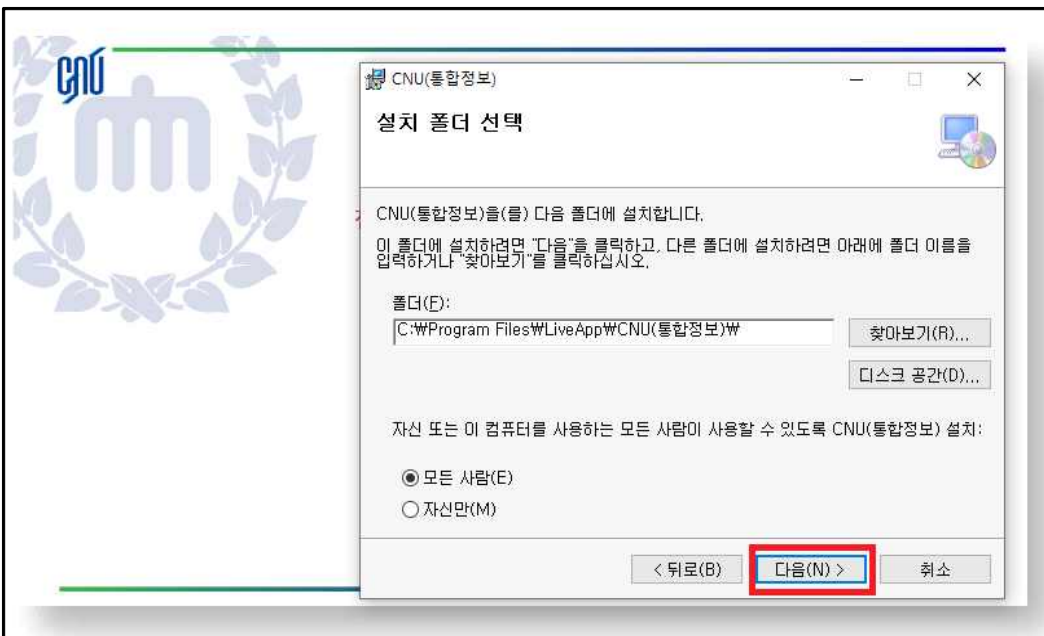 CNU
CNU(통합정보)
설치 폴더 선택
CNU(통합정보)을(를) 다음 폴더에 설치합니다.
이 폴더에 설치하려면 "다음"을 클릭하고, 다른 폴더에 설치하려면 아래에 폴더 이름을
입력하거나 "찾아보기"를 클릭하십시오.
폴더(F):
C:₩Program Files₩LiveApp₩CNU(통합정보)₩
찾아보기(R)...
디스크 공간(D)...
자신 또는 이 컴퓨터를 사용하는 모든 사람이 사용할 수 있도록 CNU(통합정보) 설치:
모든 사람(E)
자신만(M)
< 뒤로(B)
다음(N) >
취소